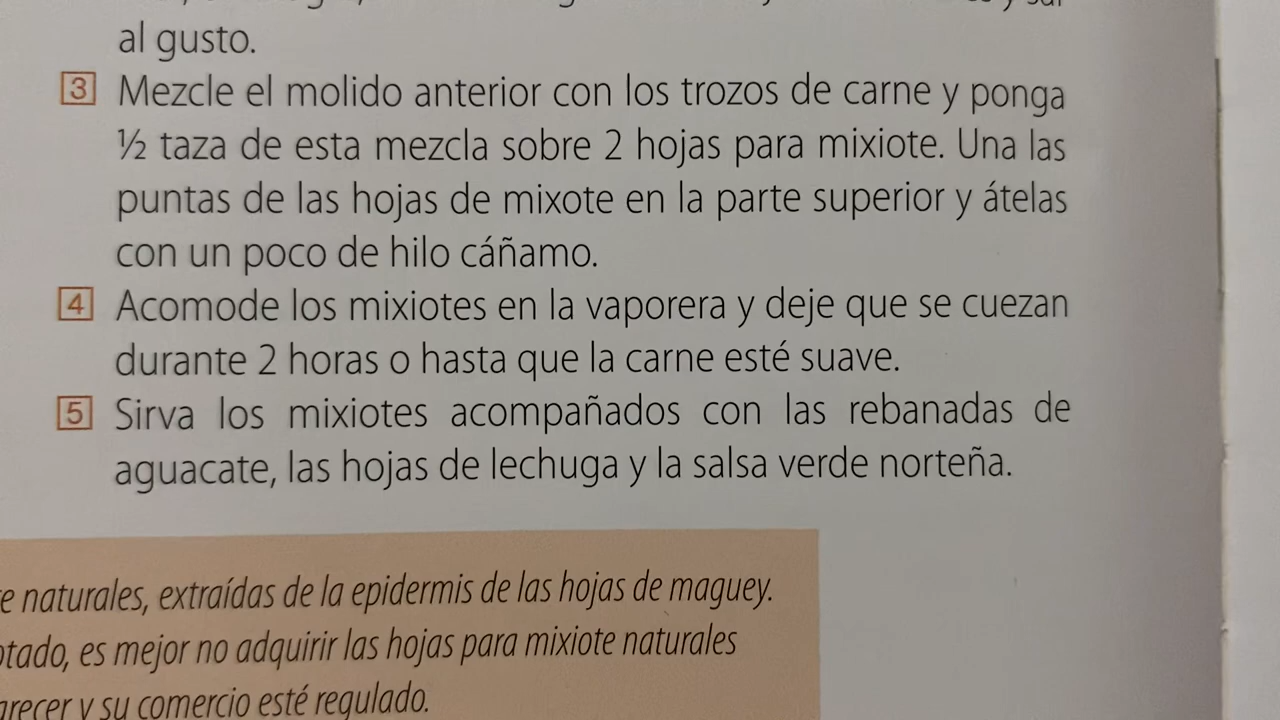 al gusto.
3 Mezcle el molido anterior con los trozos de carne y ponga
½ taza de esta mezcla sobre 2 hojas para mixiote. Una las
puntas de las hojas de mixote en la parte superior y átelas
con un poco de hilo cáñamo.
4 Acomode los mixiotes en la vaporera y deje que se cuezan
durante 2 horas o hasta que la carne esté suave.
5 Sirva los mixiotes acompañados con las rebanadas de
aguacate, las hojas de lechuga y la salsa verde norteña.
naturales, extraídas de la epidermis de las hojas de maguey.
es mejor no adquirir las hojas para mixiote naturales
y su comercio esté regulado.